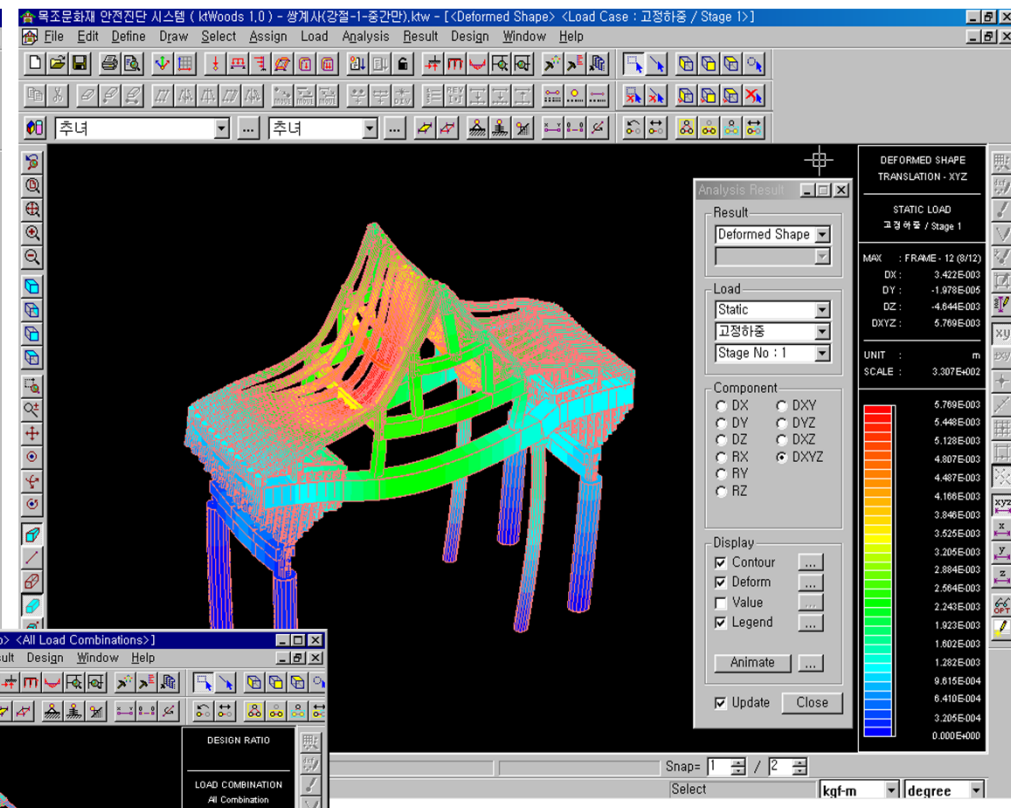 목조문화재 안전진단 시스템 ( ktWoods 1,0 ) - 쌍계사(강절-1-중간만),ktw - [<Deformed Shape> <Load Case : 고정하중 / Stage 1>]
File Edit Define Draw Select Assign Load Analysis Result Design Window Help
추녀 ... 추녀 ...
Analysis Result
Result
Deformed Shape
Load
Static
고정하중
Stage No : 1
Component
DX DXY
DY DYZ
DZ DXZ
RX DXYZ
RY
RZ
Display
Contour ...
Deform ...
Value ...
Legend ...
Animate ...
Update Close
DEFORMED SHAPE
TRANSLATION - XYZ
STATIC LOAD
고정하중 / Stage 1
MAX : FRAME - 12 (8/12)
DX : 3.422E-003
DY : -1.978E-005
DZ : -4.644E-003
DXYZ : 5.769E-003
UNIT : m
SCALE : 3.307E+002
5.769E-003
5.448E-003
5.128E-003
4.807E-003
4.487E-003
4.166E-003
3.846E-003
3.525E-003
3.205E-003
2.884E-003
2.564E-003
2.243E-003
1.923E-003
1.602E-003
1.282E-003
9.615E-004
6.410E-004
3.205E-004
0.000E+000
xyz
x
y
z
OPT
<All Load Combinations>]
Design Window Help
DESIGN RATIO
LOAD COMBINATION
All Combination
Snap= 1 / 2
Select kgf-m degree